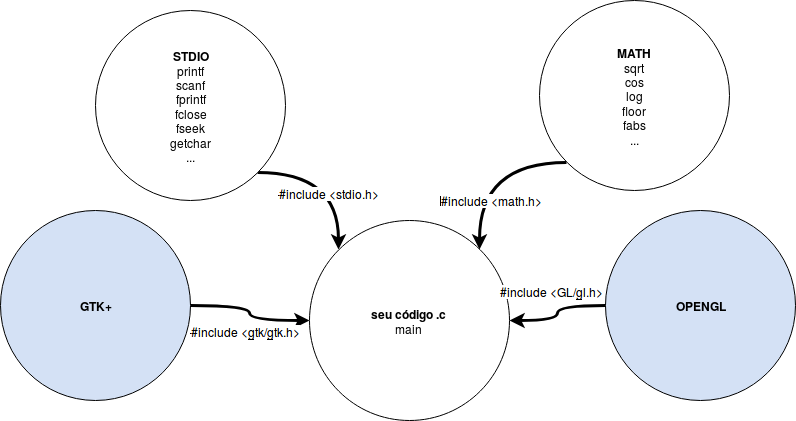 STDIO
printf
scanf
fprintf
fclose
fseek
getchar
...
MATH
sqrt
cos
log
floor
fabs
...
#include <stdio.h>
#include <math.h>
GTK+
#include <gtk/gtk.h>
seu código .c
main
#include <GL/gl.h>
OPENGL